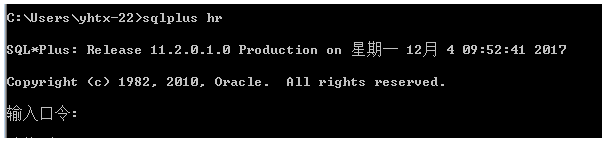 C:\Users\yhtx-22>sqlplus hr
SQL*Plus: Release 11.2.0.1.0 Production on 星期一 12月 4 09:52:41 2017
Copyright (c) 1982, 2010, Oracle.  All rights reserved.
输入口令: